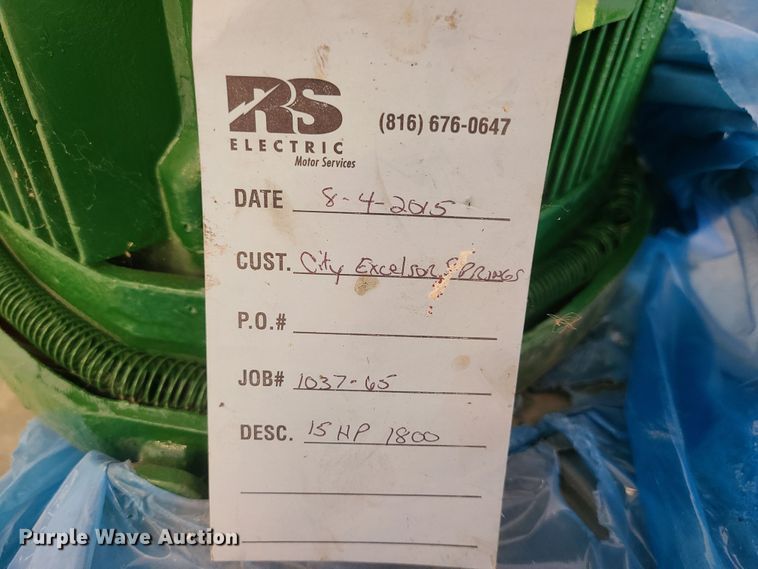 RS
ELECTRIC
Motor Services
(816) 676-0647
DATE 8-4-2015
CUST. City Excelsor SPRINGS
P.O.#
JOB# 1037-65
DESC. 15 HP 1800
Purple Wave Auction